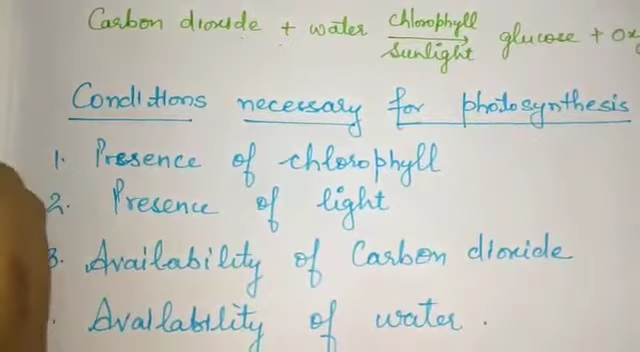 Carbon dioxide + water chlorophyll sunlight → glucose + Ox
Conditions necessary for photosynthesis
1. Presence of chlorophyll
2. Presence of light
3. Availability of Carbon dioxide
Availability of water.